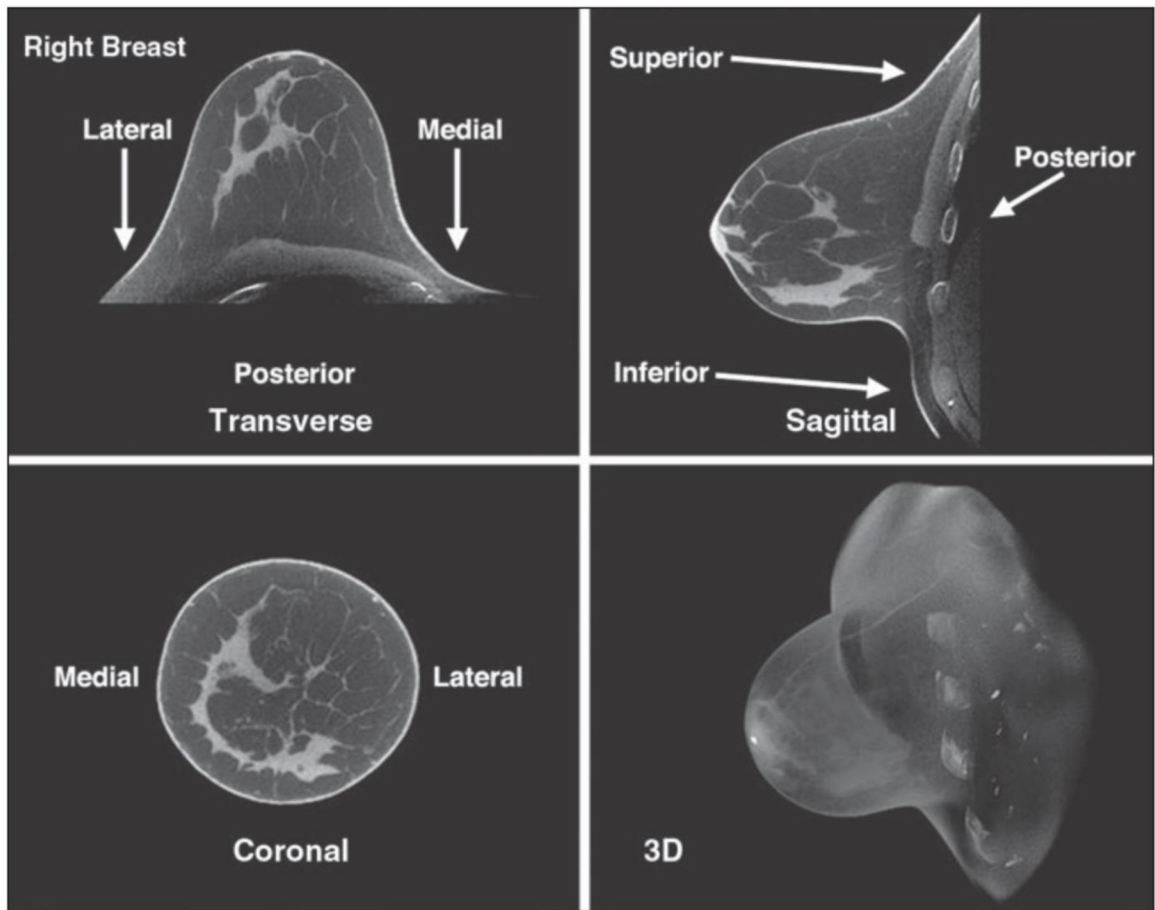 Right Breast
Lateral
Medial
Posterior
Transverse
Superior
Posterior
Inferior
Sagittal
Medial
Lateral
Coronal
3D